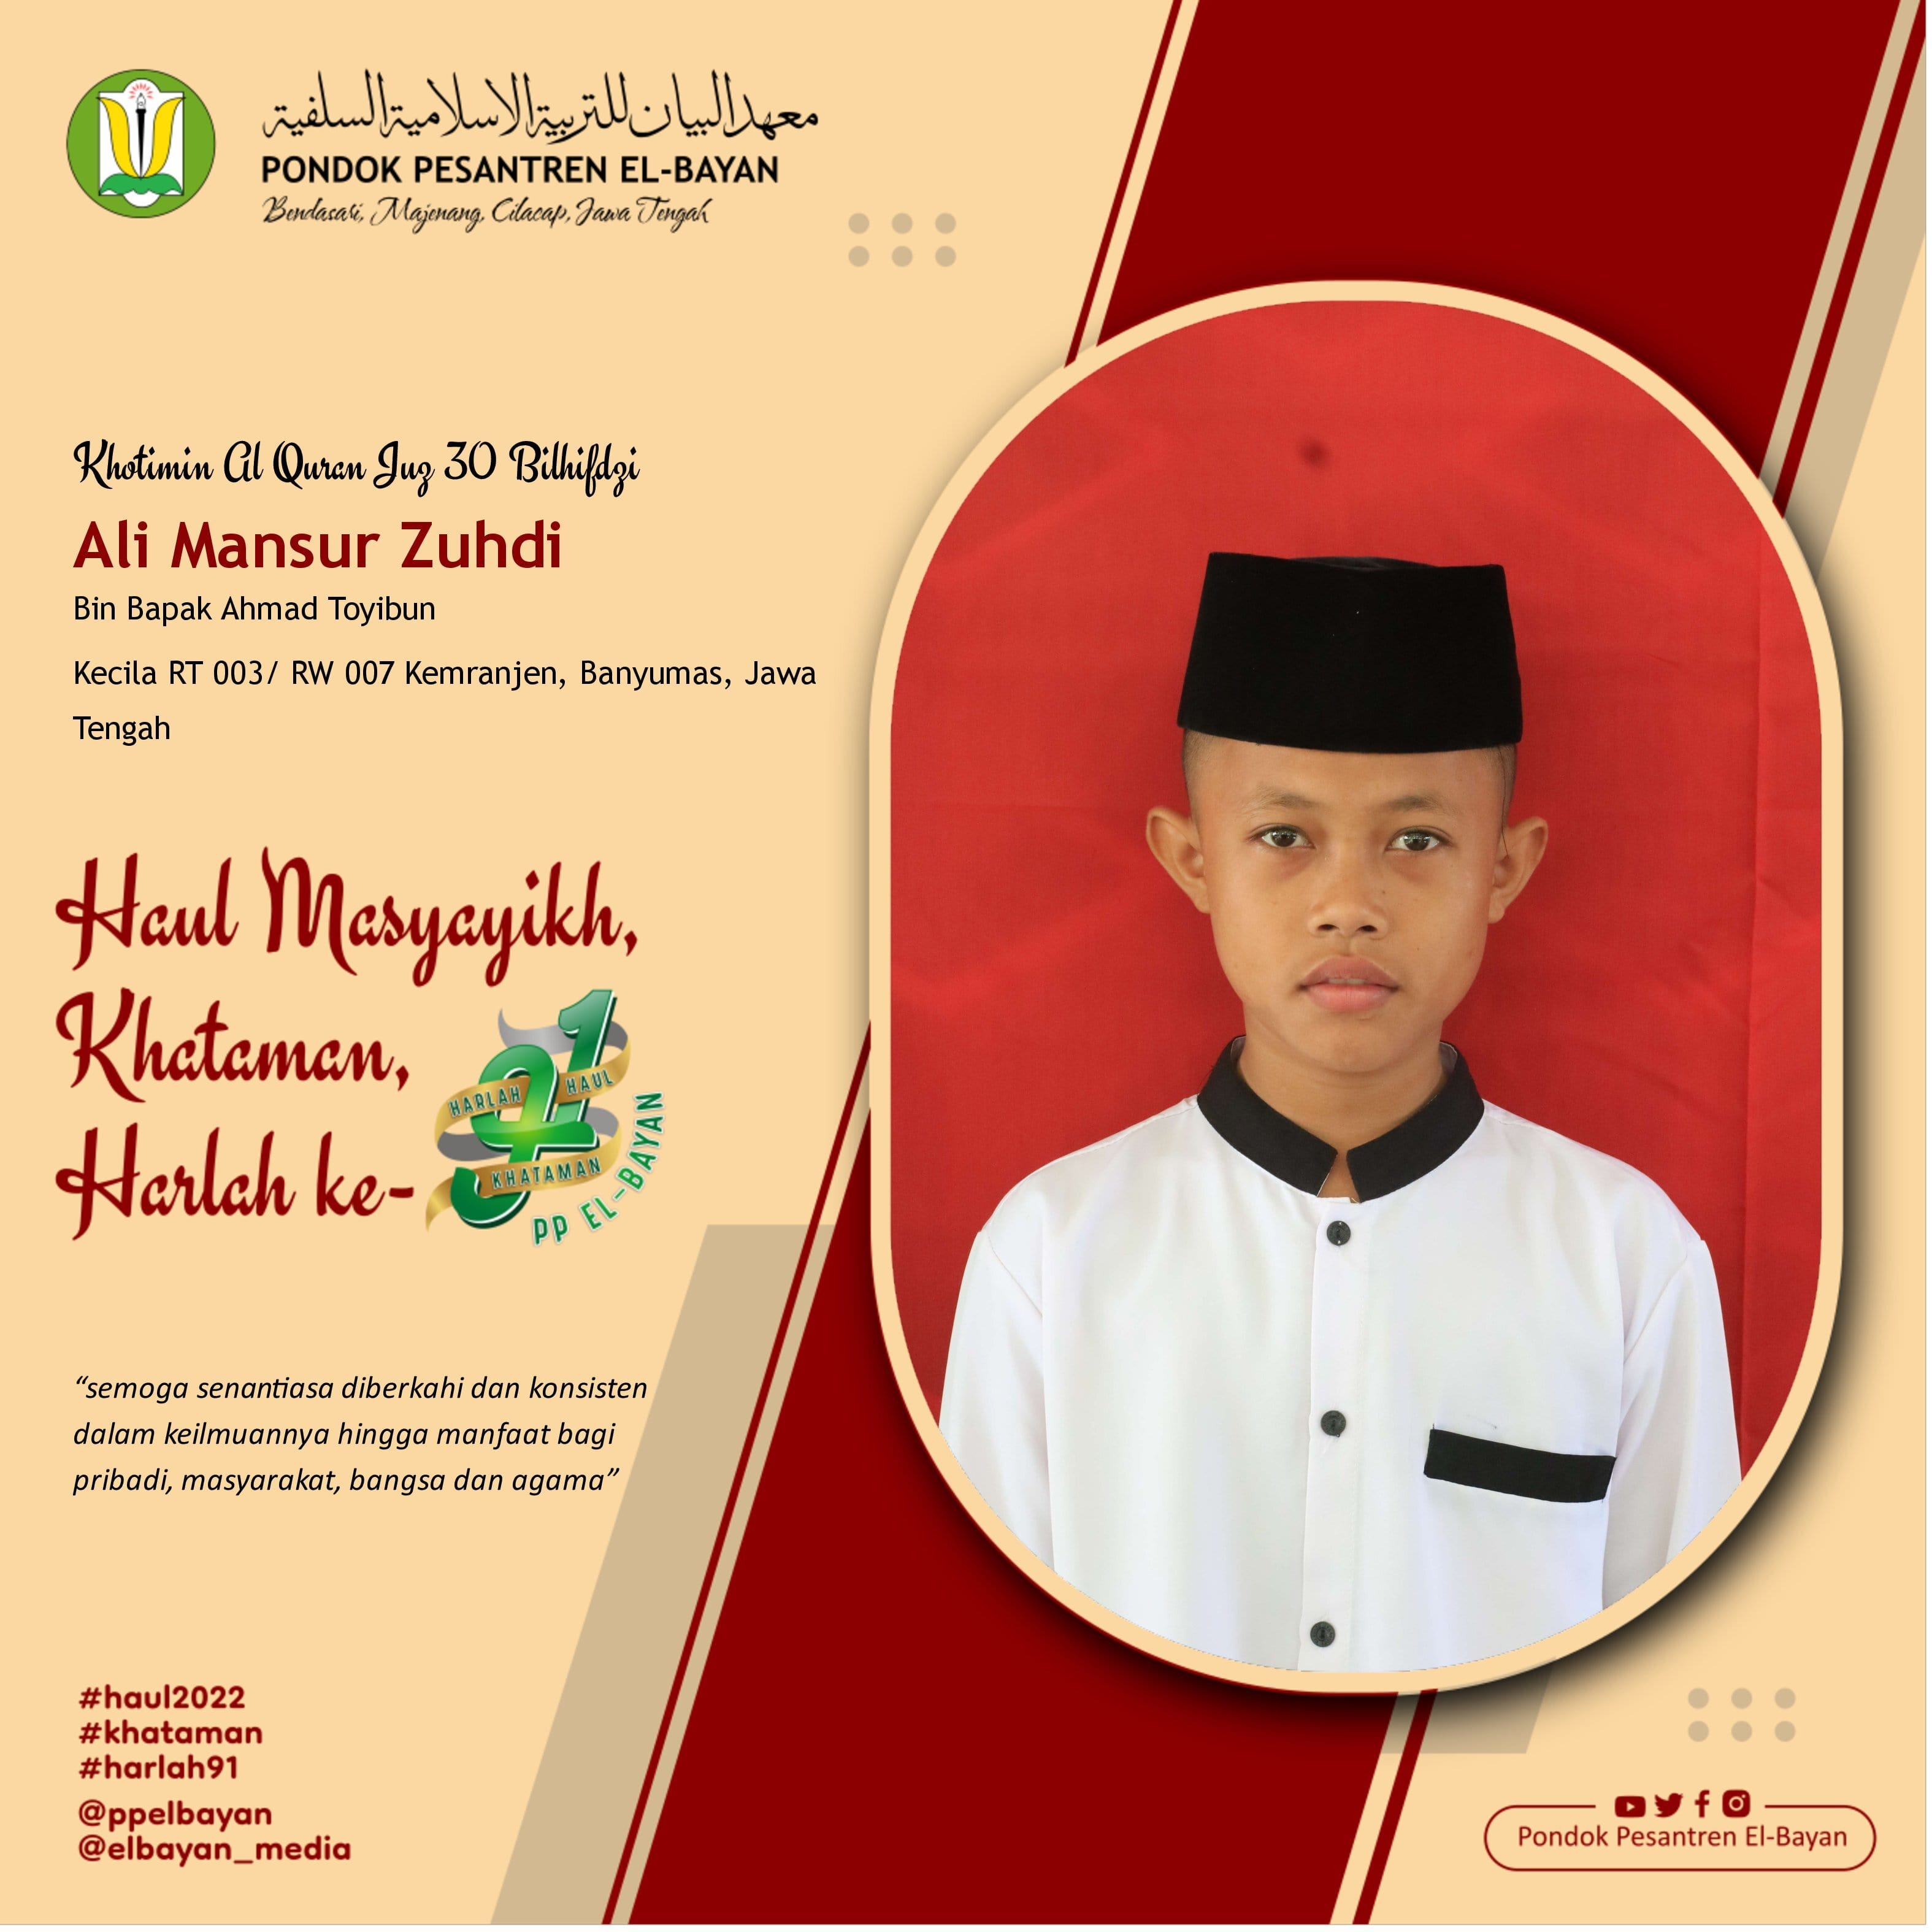 معهد البيان للتربية الاسلامية السلفية
PONDOK PESANTREN EL-BAYAN
Bendasari, Majenang, Cilacap, Jawa Tengah
Khotimin Al Quran Juz 30 Bilhifdzi
Ali Mansur Zuhdi
Bin Bapak Ahmad Toyibun
Kecila RT 003/ RW 007 Kemranjen, Banyumas, Jawa
Tengah
Haul Masyayikh,
Khataman,
Harlah ke-
91
HARLAH HAUL
KHATAMAN
PP EL-BAYAN
“semoga senantiasa diberkahi dan konsisten
dalam keilmuannya hingga manfaat bagi
pribadi, masyarakat, bangsa dan agama”
#haul2022
#khataman
#harlah91
@ppelbayan
@elbayan_media
Pondok Pesantren El-Bayan